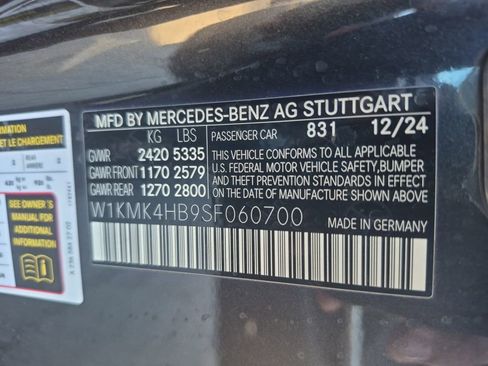 MFD BY MERCEDES-BENZ AG STUTTGART
KG LBS PASSENGER CAR 831 12/24
GVWR 2420 5335
GAWR FRONT 1170 2579
GAWR REAR 1270 2800
THIS VEHICLE CONFORMS TO ALL APPLICABLE
U.S. FEDERAL MOTOR VEHICLE SAFETY, BUMPER
AND THEFT PREVENTION STANDARDS IN EFFECT
ON THE DATE OF MANUFACTURE SHOWN ABOVE
W1KMK4HB9SF060700
MADE IN GERMANY
ET LE CHARGEMENT
SEE OWNER'S
MANUAL FOR
ADDITIONAL
INFORMATION